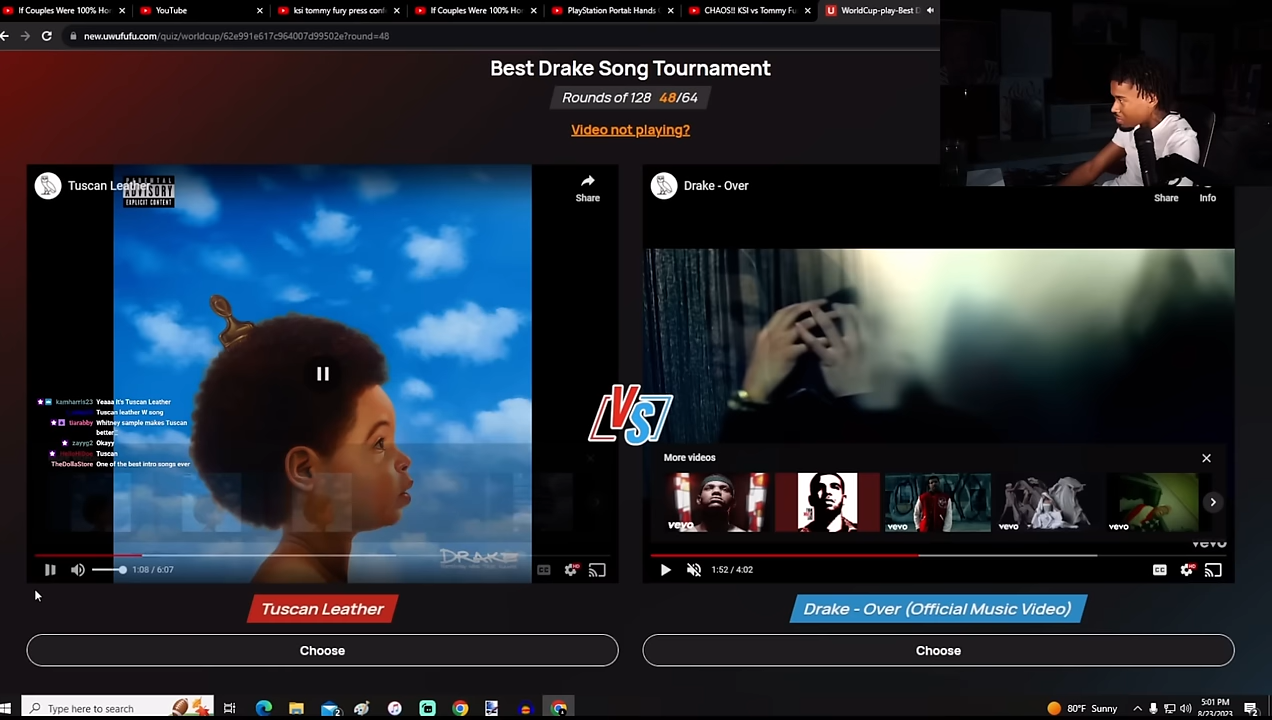 If Couples Were 100% Ho
YouTube
ksi tommy fury press conf
If Couples Were 100% Ho
PlayStation Portal: Hands
CHAOS!! KSI vs Tommy Fu
WorldCup-play-Best D
new.uwufufu.com/quiz/worldcup/62e991e617c964007d99502e?round=48
Best Drake Song Tournament
Rounds of 128 48/64
Video not playing?
Tuscan Leather
PARENTAL
ADVISORY
EXPLICIT CONTENT
Share
Drake - Over
Share
Info
kamharris23 Yeaaa It's Tuscan Leather
Tuscan leather W song
tiarabby Whitney sample makes Tuscan
better
zayyg2 Okayy
Tuscan
TheDollaStore One of the best intro songs ever
VS
More videos
vevo
vevo
vevo
vevo
vevo
DRAKE
1:08 / 6:07
CC
HD
1:52 / 4:02
CC
HD
Tuscan Leather
Drake - Over (Official Music Video)
Choose
Choose
Type here to search
80°F Sunny
5:01 PM
8/23/2023